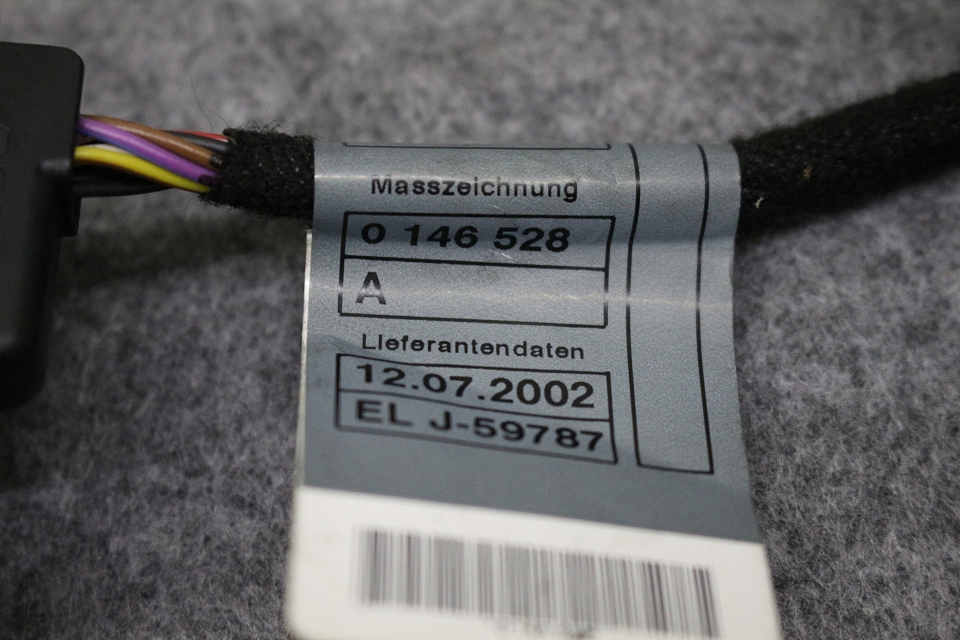 Masszeichnung
0 146 528
A
Lieferantendaten
12.07.2002
EL J-59787